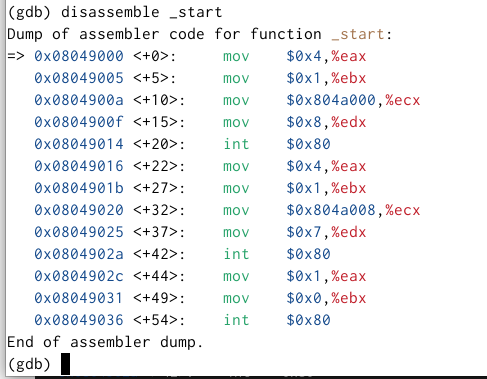 (gdb) disassemble _start
Dump of assembler code for function _start:
=> 0x08049000 <+0>:     mov    $0x4,%eax
   0x08049005 <+5>:     mov    $0x1,%ebx
   0x0804900a <+10>:    mov    $0x804a000,%ecx
   0x0804900f <+15>:    mov    $0x8,%edx
   0x08049014 <+20>:    int    $0x80
   0x08049016 <+22>:    mov    $0x4,%eax
   0x0804901b <+27>:    mov    $0x1,%ebx
   0x08049020 <+32>:    mov    $0x804a008,%ecx
   0x08049025 <+37>:    mov    $0x7,%edx
   0x0804902a <+42>:    int    $0x80
   0x0804902c <+44>:    mov    $0x1,%eax
   0x08049031 <+49>:    mov    $0x0,%ebx
   0x08049036 <+54>:    int    $0x80
End of assembler dump.
(gdb)